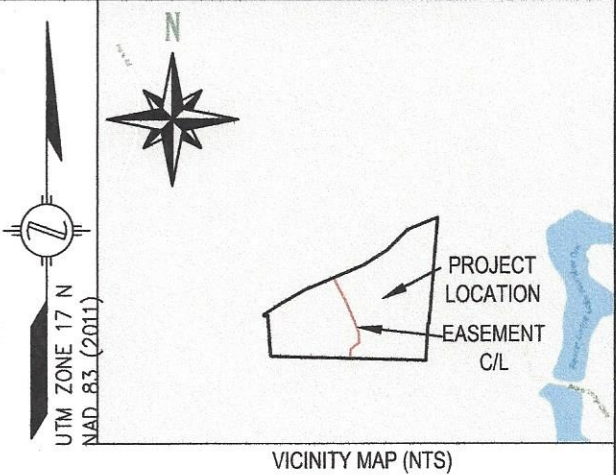 N
UTM ZONE 17 N
NAD 83 (2011)
PROJECT
LOCATION
EASEMENT
C/L
VICINITY MAP (NTS)